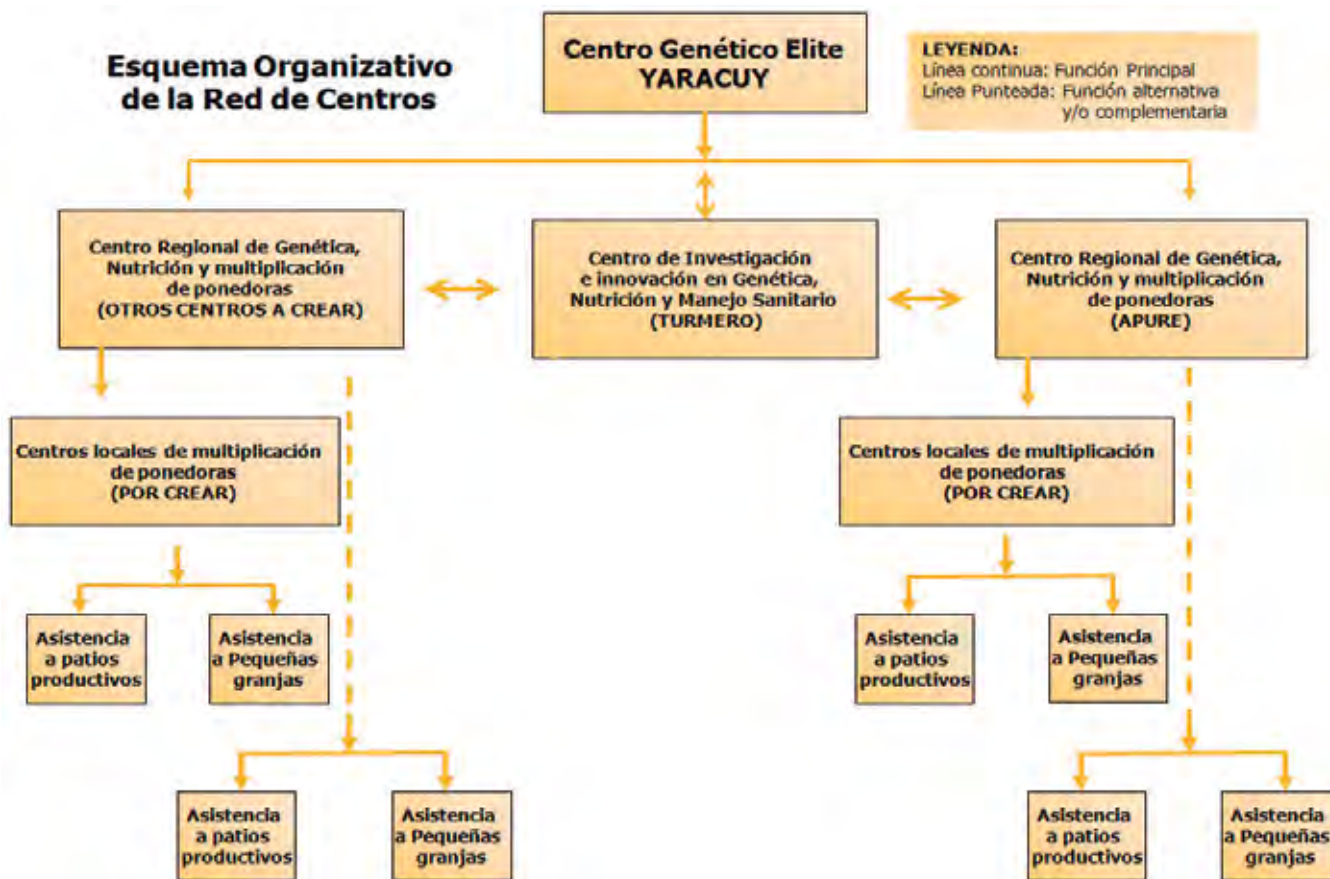 Esquema Organizativo
de la Red de Centros
Centro Genético Elite
YARACUY
LEYENDA:
Línea continua: Función Principal
Línea Punteada: Función alternativa
y/o complementaria
Centro Regional de Genética,
Nutrición y multiplicación
de ponedoras
(OTROS CENTROS A CREAR)
Centro de Investigación
e innovación en Genética,
Nutrición y Manejo Sanitario
(TURMERO)
Centro Regional de Genética,
Nutrición y multiplicación
de ponedoras
(APURE)
Centros locales de multiplicación
de ponedoras
(POR CREAR)
Centros locales de multiplicación
de ponedoras
(POR CREAR)
Asistencia
a patios
productivos
Asistencia
a Pequeñas
granjas
Asistencia
a patios
productivos
Asistencia
a Pequeñas
granjas
Asistencia
a patios
productivos
Asistencia
a Pequeñas
granjas
Asistencia
a patios
productivos
Asistencia
a Pequeñas
granjas